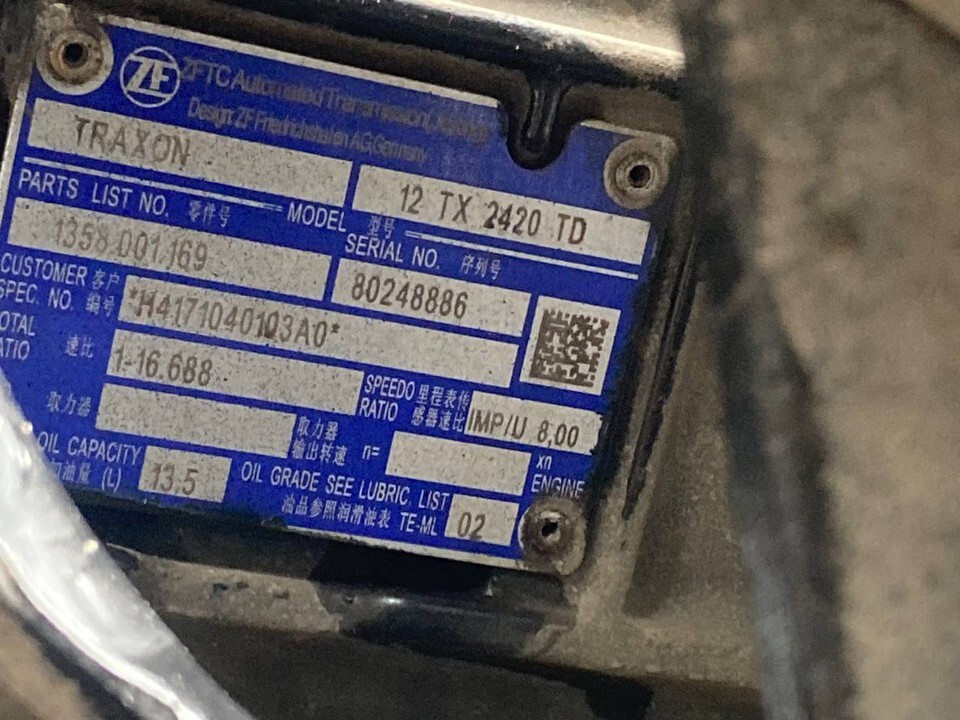 ZF ZFTC Automated Transmission
Design: ZF Friedrichshafen AG, Germany
TRAXON
12 TX 2420 TD
PARTS LIST NO. 零件号 MODEL 型号
1358.001.169
SERIAL NO. 序列号
80248886
CUSTOMER 客户
SPEC. NO. 编号
*H4171040103A0*
OTAL
ATIO 速比
1-16.688
SPEEDO 里程表传
RATIO 感器速比
IMP/U 8,00
取力器
取力器
输出转速 n=
xn
ENGINE
OIL CAPACITY
油量 (L)
13.5
OIL GRADE SEE LUBRIC. LIST
油品参照润滑油表 TE-ML 02